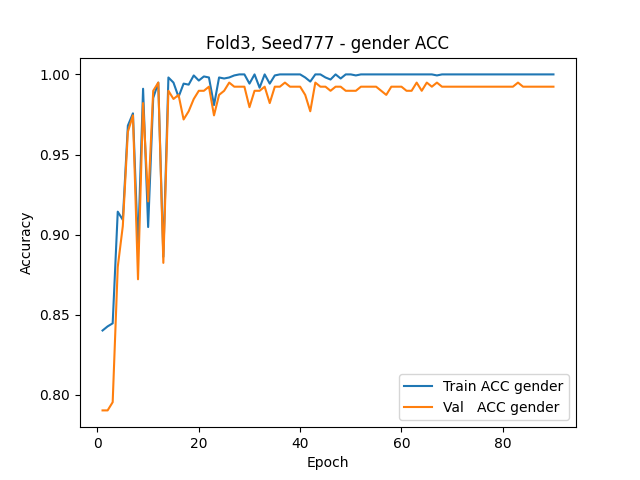 Fold3, Seed777 - gender ACC
1.00
0.95
0.90
0.85
0.80
Accuracy
0
20
40
60
80
Epoch
Train ACC gender
Val   ACC gender